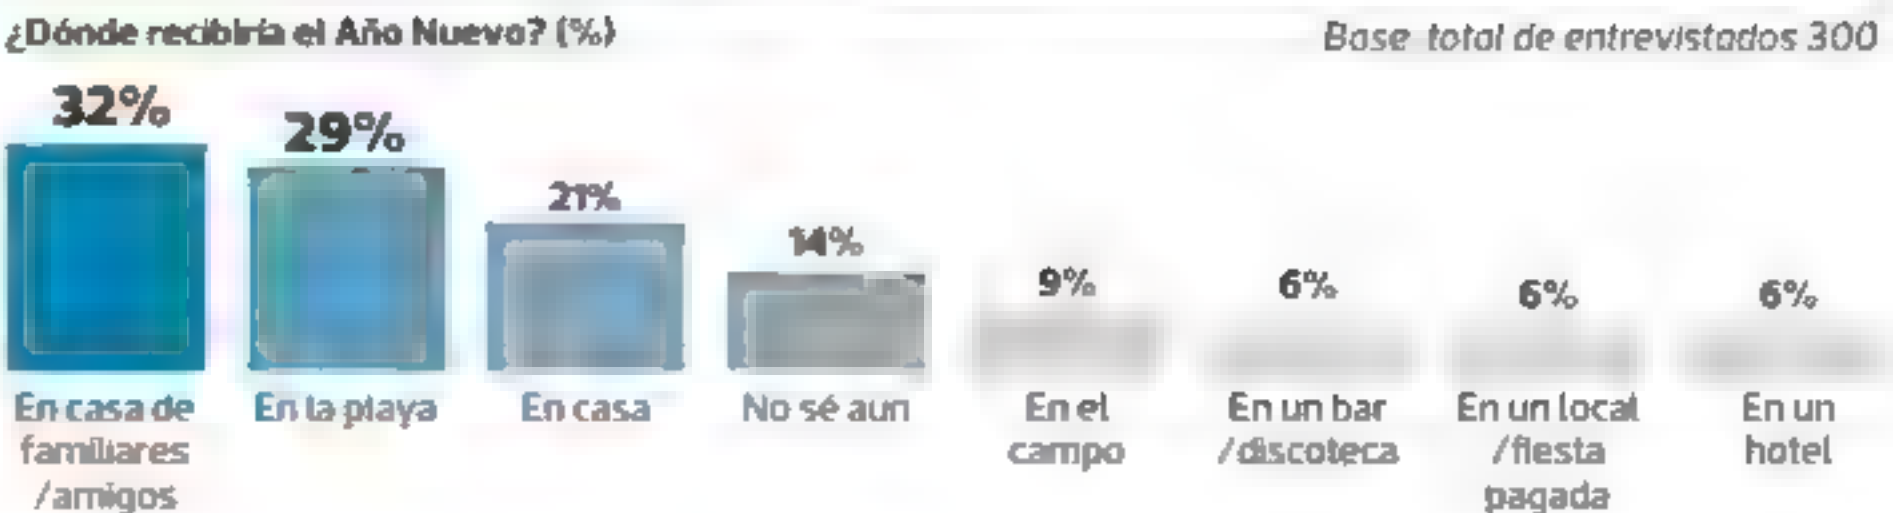 ¿Dónde recibiría el Año Nuevo? (%)
Base total de entrevistados 300
32%
29%
21%
14%
9%
6%
6%
6%
En casa de
familiares
/amigos
En la playa
En casa
No sé aun
En el
campo
En un bar
/discoteca
En un local
/fiesta
pagada
En un
hotel